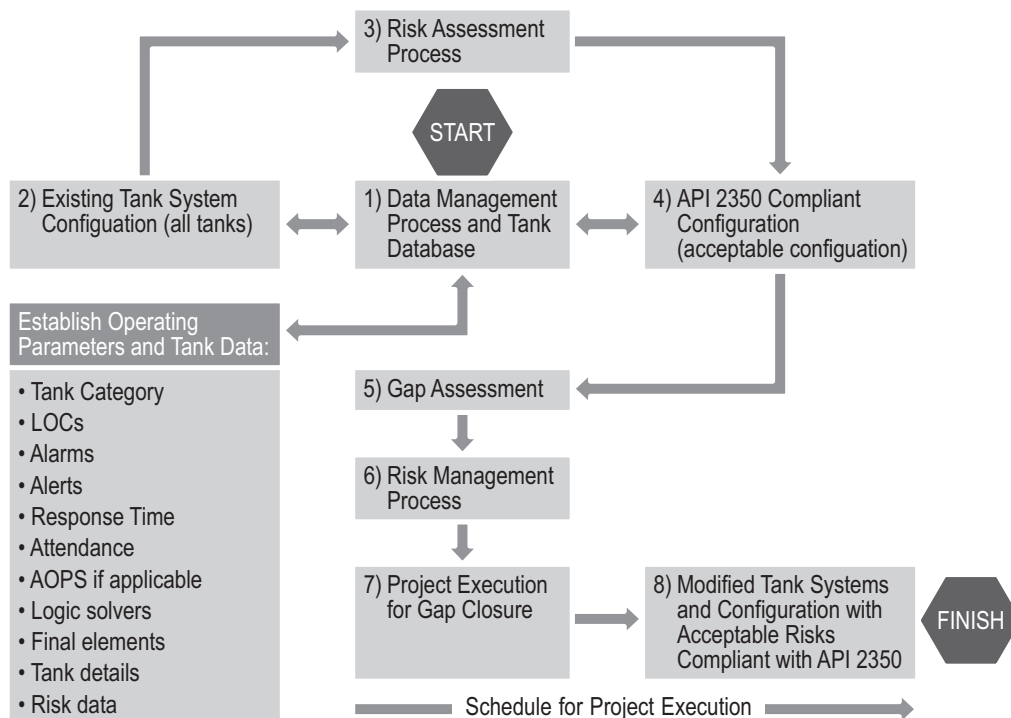 3) Risk Assessment
Process
START
2) Existing Tank System
Configuation (all tanks)
1) Data Management
Process and Tank
Database
4) API 2350 Compliant
Configuration
(acceptable configuation)
Establish Operating
Parameters and Tank Data:
• Tank Category
• LOCs
• Alarms
• Alerts
• Response Time
• Attendance
• AOPS if applicable
• Logic solvers
• Final elements
• Tank details
• Risk data
5) Gap Assessment
6) Risk Management
Process
7) Project Execution
for Gap Closure
8) Modified Tank Systems
and Configuration with
Acceptable Risks
Compliant with API 2350
FINISH
Schedule for Project Execution